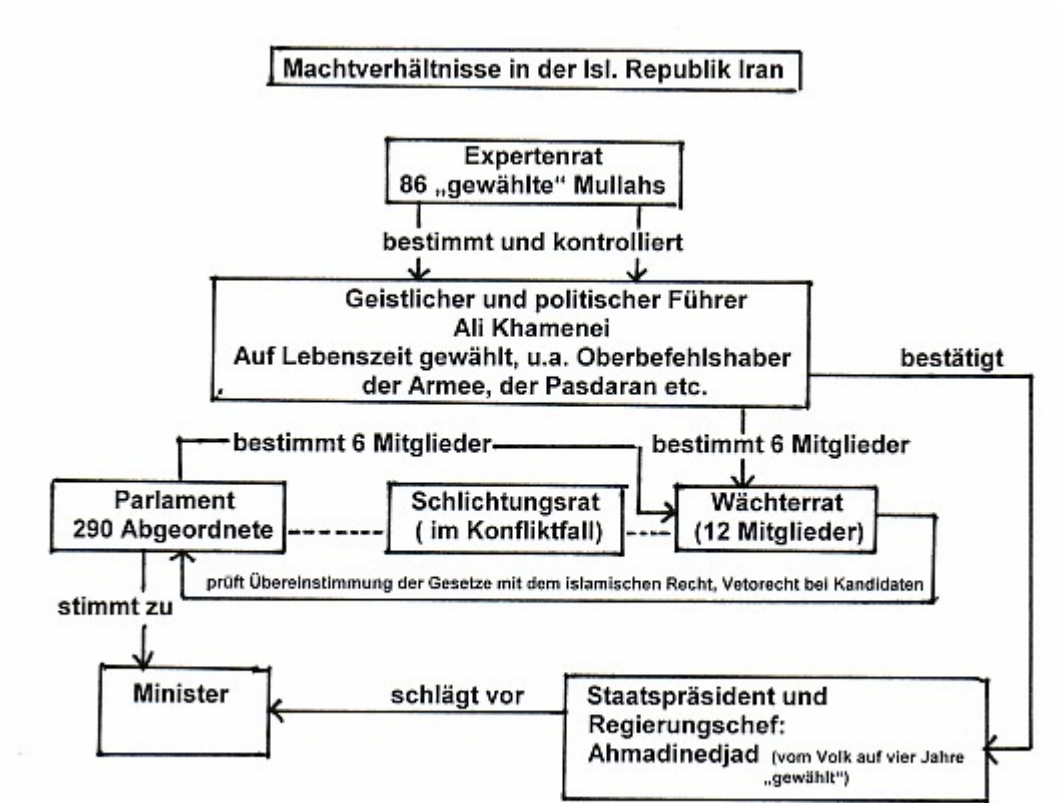 Machtverhältnisse in der Isl. Republik Iran
Expertenrat
86 „gewählte“ Mullahs
bestimmt und kontrolliert
Geistlicher und politischer Führer
Ali Khamenei
Auf Lebenszeit gewählt, u.a. Oberbefehlshaber
der Armee, der Pasdaran etc.
bestätigt
bestimmt 6 Mitglieder
bestimmt 6 Mitglieder
Parlament
290 Abgeordnete
Schlichtungsrat
( im Konfliktfall)
Wächterrat
(12 Mitglieder)
prüft Übereinstimmung der Gesetze mit dem islamischen Recht, Vetorecht bei Kandidaten
stimmt zu
Minister
schlägt vor
Staatspräsident und
Regierungschef:
Ahmadinedjad (vom Volk auf vier Jahre
„gewählt“)